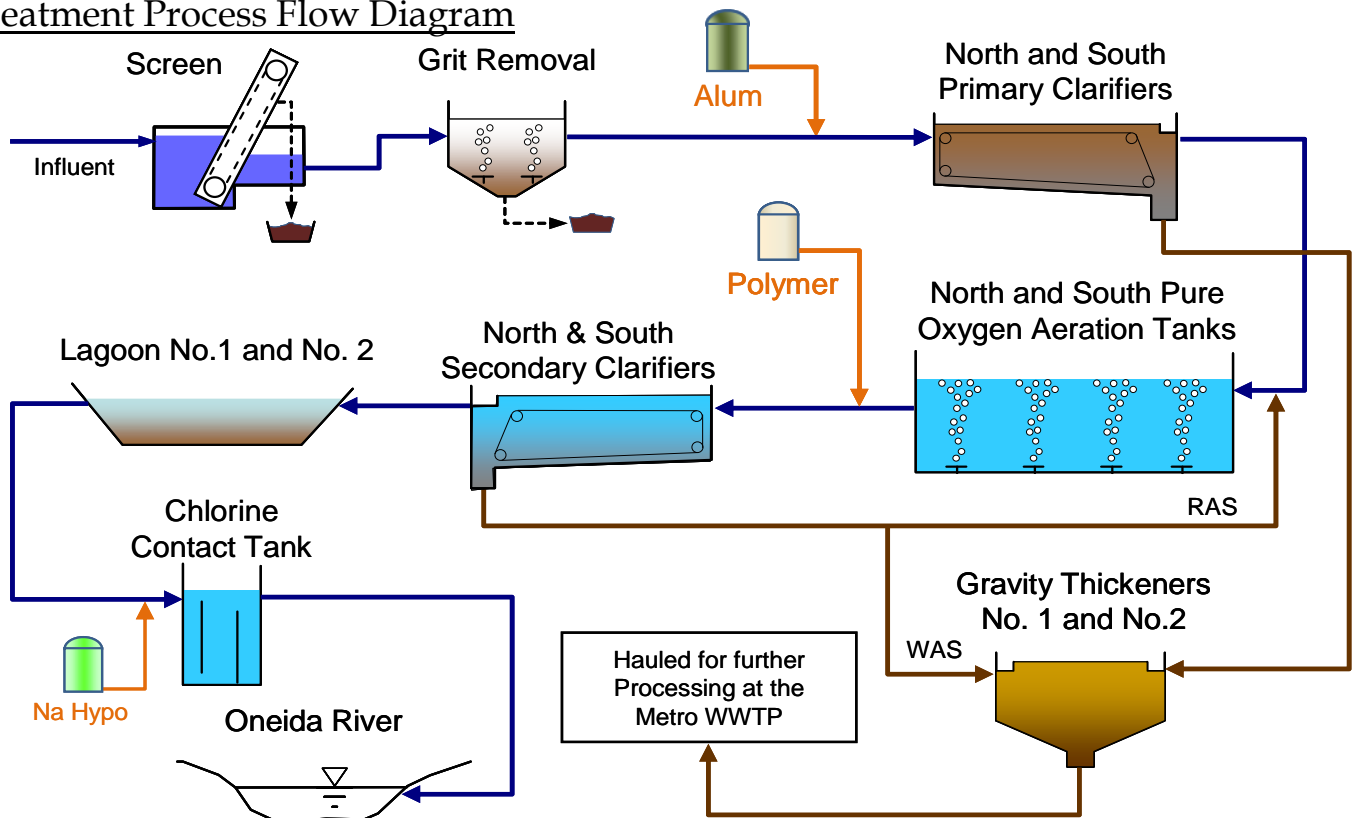 eatment Process Flow Diagram
Screen
Grit Removal
Alum
North and South
Primary Clarifiers
Influent
Polymer
North and South Pure
Oxygen Aeration Tanks
North & South
Secondary Clarifiers
Lagoon No.1 and No. 2
RAS
Chlorine
Contact Tank
Gravity Thickeners
No. 1 and No.2
WAS
Hauled for further
Processing at the
Metro WWTP
Na Hypo
Oneida River